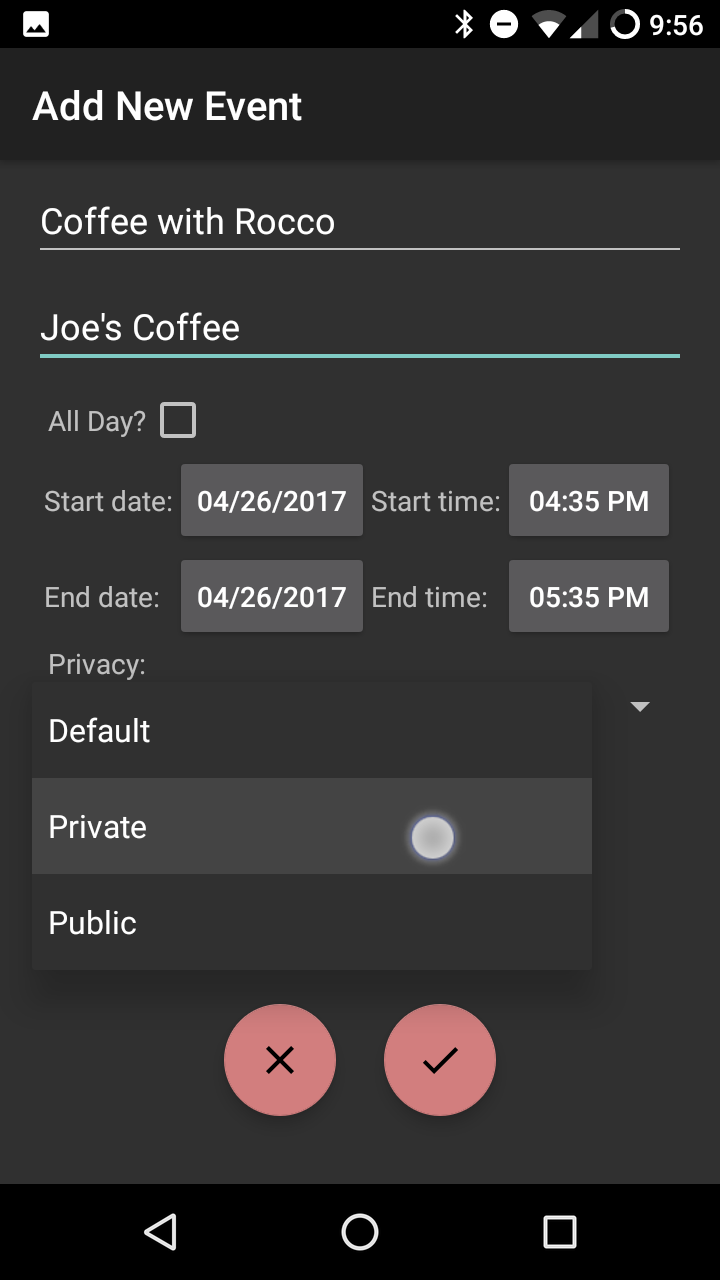 9:56
Add New Event
Coffee with Rocco
Joe's Coffee
All Day?
Start date: 04/26/2017 Start time: 04:35 PM
End date: 04/26/2017 End time: 05:35 PM
Privacy:
Default
Private
Public